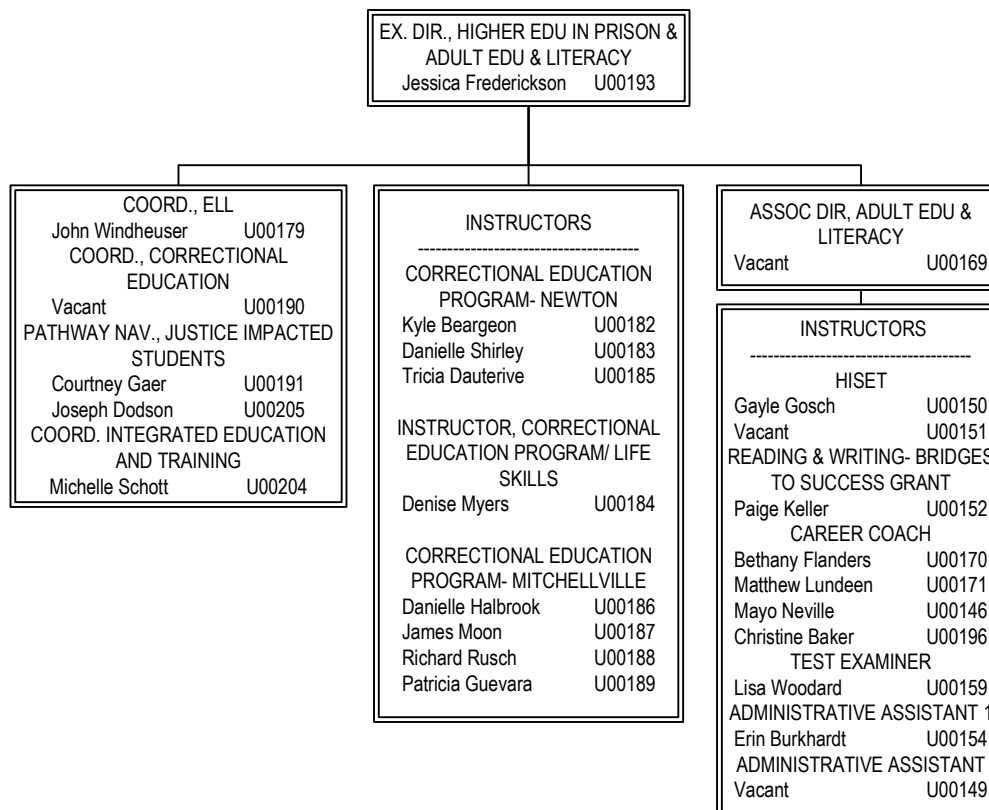 EX. DIR., HIGHER EDU IN PRISON &
ADULT EDU & LITERACY
Jessica Frederickson U00193
COORD., ELL
John Windheuser U00179
COORD., CORRECTIONAL
EDUCATION
Vacant U00190
PATHWAY NAV., JUSTICE IMPACTED
STUDENTS
Courtney Gaer U00191
Joseph Dodson U00205
COORD. INTEGRATED EDUCATION
AND TRAINING
Michelle Schott U00204
INSTRUCTORS
--------------------------------------
CORRECTIONAL EDUCATION
PROGRAM- NEWTON
Kyle Beargeon U00182
Danielle Shirley U00183
Tricia Dauterive U00185
INSTRUCTOR, CORRECTIONAL
EDUCATION PROGRAM/ LIFE
SKILLS
Denise Myers U00184
CORRECTIONAL EDUCATION
PROGRAM- MITCHELLVILLE
Danielle Halbrook U00186
James Moon U00187
Richard Rusch U00188
Patricia Guevara U00189
ASSOC DIR, ADULT EDU &
LITERACY
Vacant U00169
INSTRUCTORS
--------------------------------------
HISET
Gayle Gosch U00150
Vacant U00151
READING & WRITING- BRIDGES
TO SUCCESS GRANT
Paige Keller U00152
CAREER COACH
Bethany Flanders U00170
Matthew Lundeen U00171
Mayo Neville U00146
Christine Baker U00196
TEST EXAMINER
Lisa Woodard U00159
ADMINISTRATIVE ASSISTANT 1
Erin Burkhardt U00154
ADMINISTRATIVE ASSISTANT
Vacant U00149